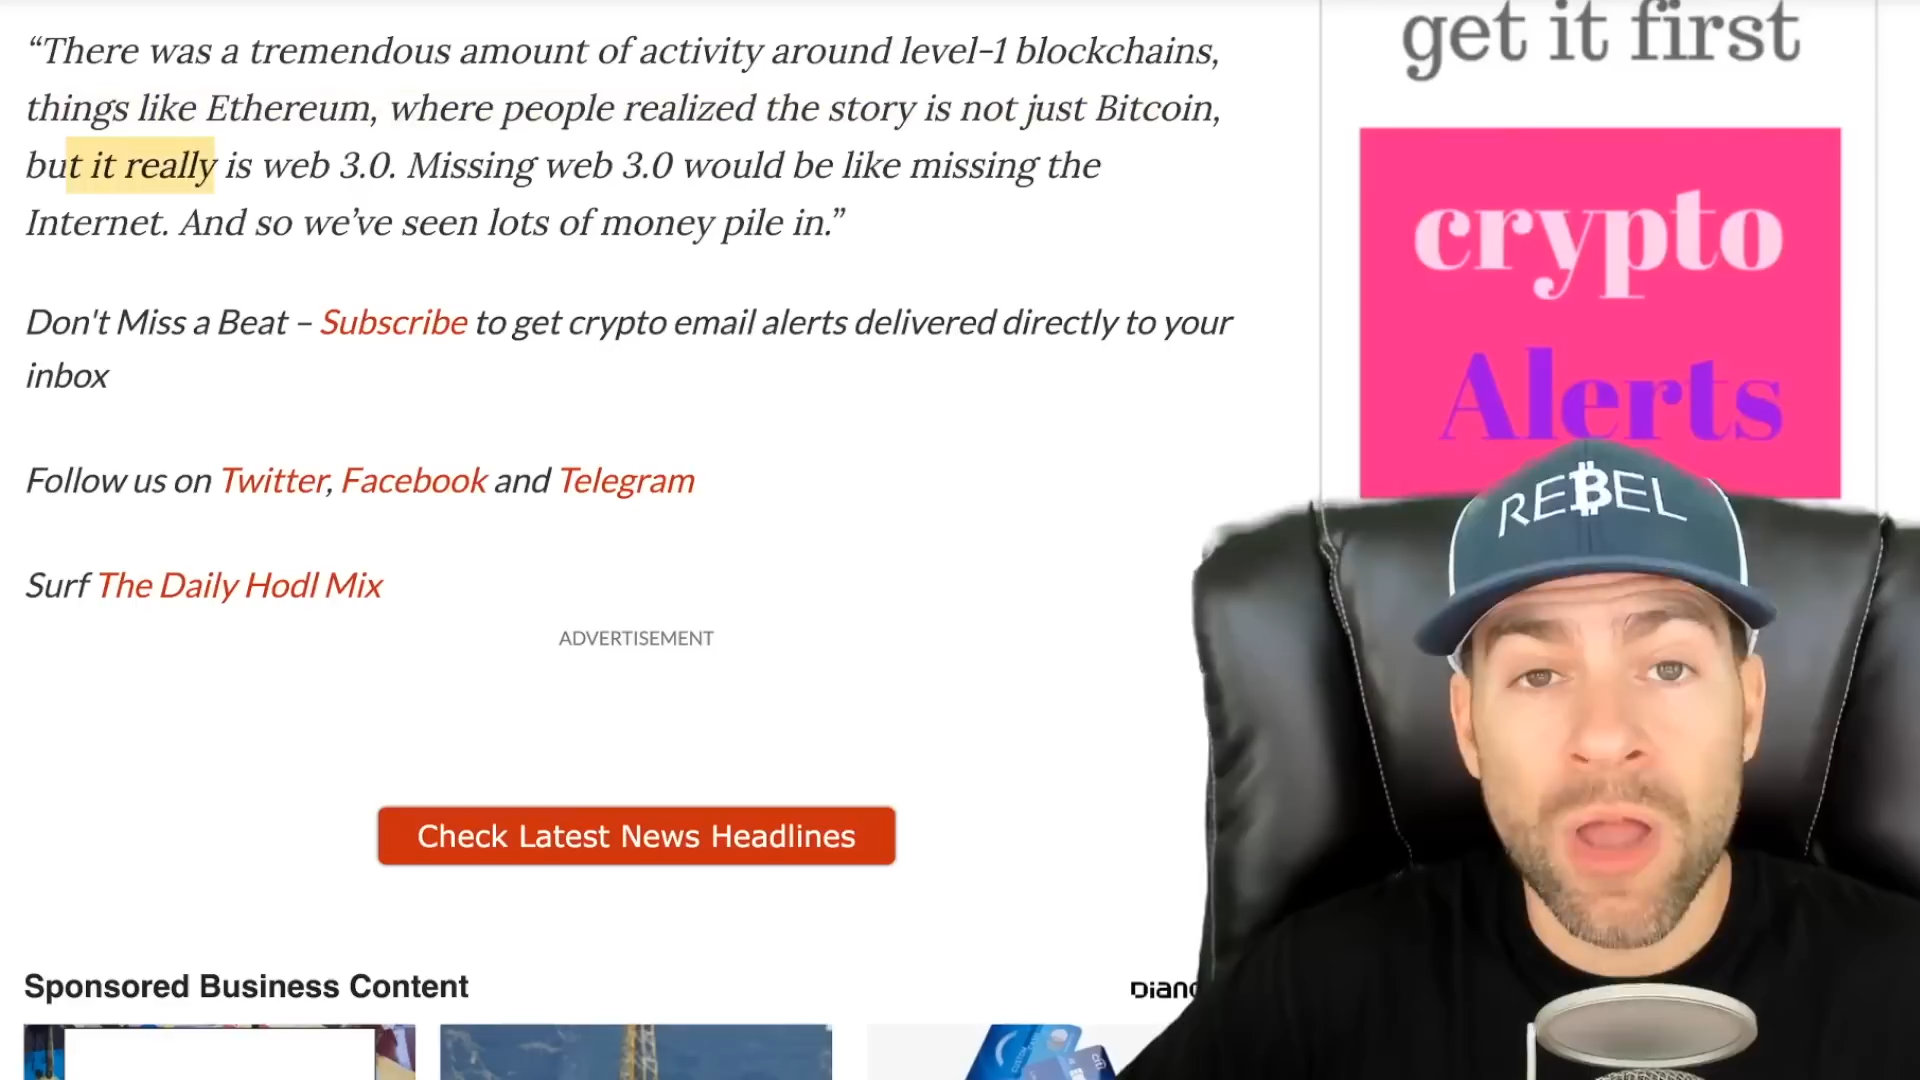 “There was a tremendous amount of activity around level-1 blockchains,
things like Ethereum, where people realized the story is not just Bitcoin,
but it really is web 3.0. Missing web 3.0 would be like missing the
Internet. And so we’ve seen lots of money pile in.”
Don't Miss a Beat – Subscribe to get crypto email alerts delivered directly to your
inbox
Follow us on Twitter, Facebook and Telegram
Surf The Daily Hodl Mix
ADVERTISEMENT
Check Latest News Headlines
Sponsored Business Content
get it first
crypto
Alerts
REBEL